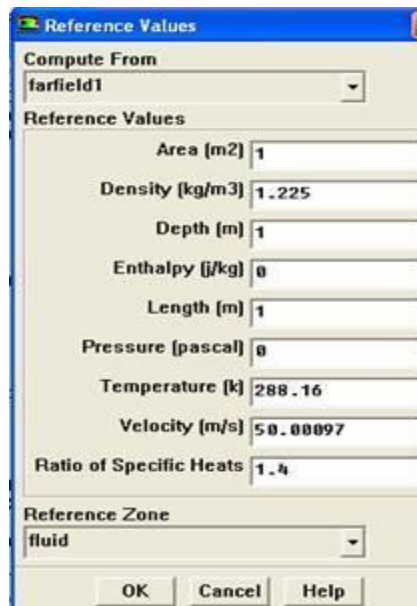 Reference Values
Compute From
farfield1
Reference Values
Area (m2) 1
Density (kg/m3) 1.225
Depth (m) 1
Enthalpy (j/kg) 0
Length (m) 1
Pressure (pascal) 0
Temperature (k) 288.16
Velocity (m/s) 50.00097
Ratio of Specific Heats 1.4
Reference Zone
fluid
OK Cancel Help